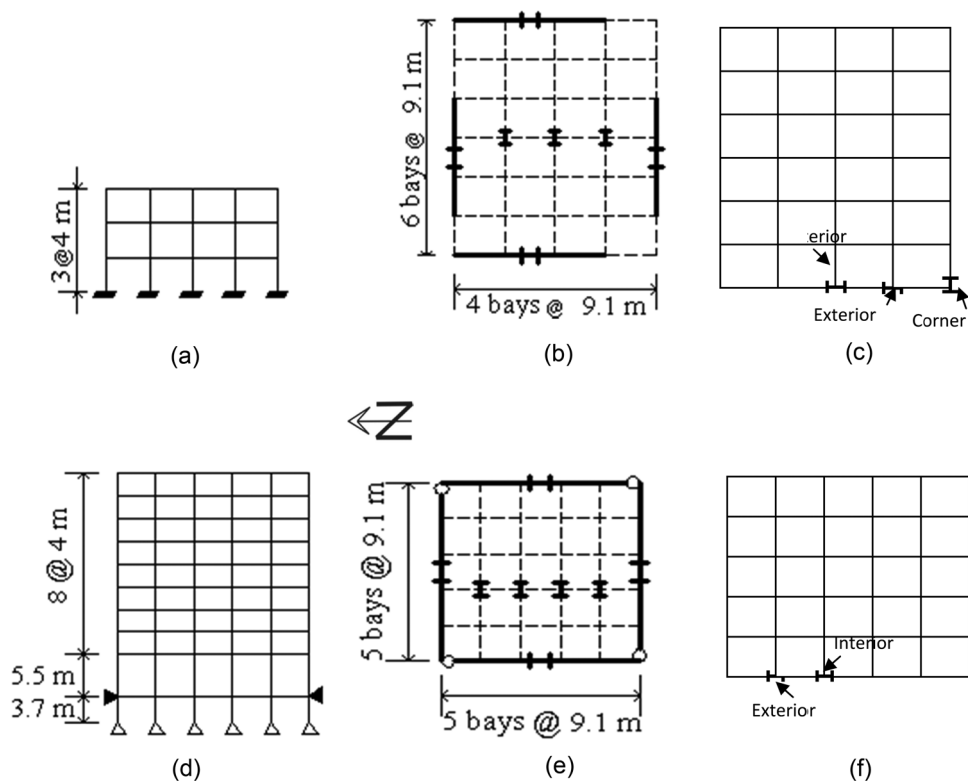 3@4 m
(a)
6 bays @ 9.1 m
4 bays @ 9.1 m
(b)
erior
Exterior
Corner
(c)
N
8 @ 4 m
5.5 m
3.7 m
(d)
5 bays @ 9.1 m
5 bays @ 9.1 m
(e)
Interior
Exterior
(f)